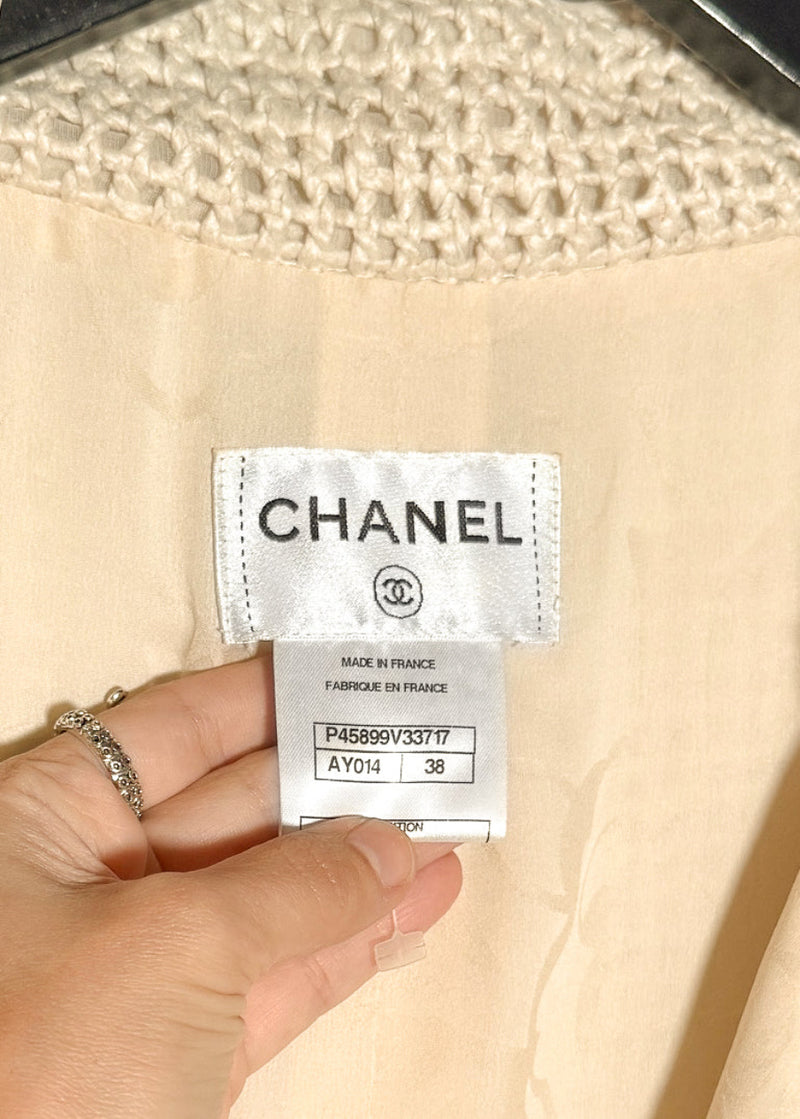 CHANEL
MADE IN FRANCE
FABRIQUE EN FRANCE
P45899V33717
AY014 38